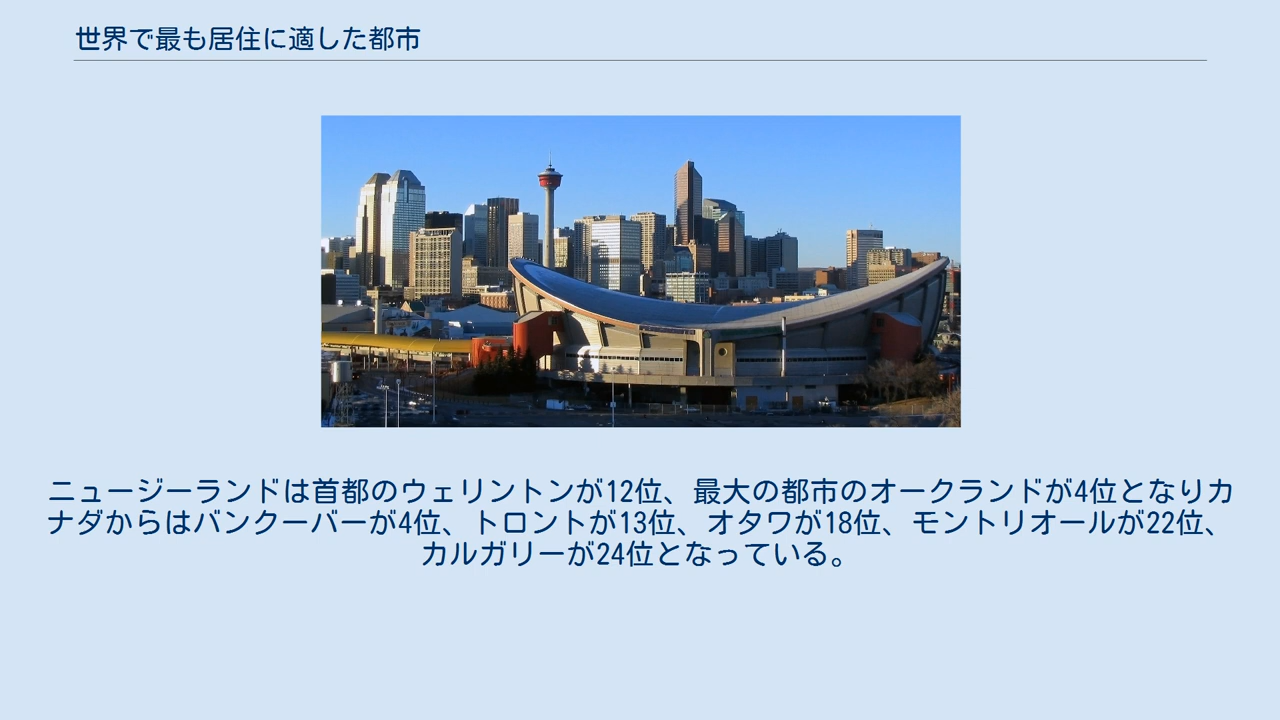 世界で最も居住に適した都市
ニュージーランドは首都のウェリントンが12位、最大の都市のオークランドが4位となりカ
ナダからはバンクーバーが4位、トロントが13位、オタワが18位、モントリオールが22位、
カルガリーが24位となっている。